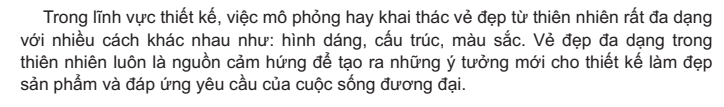 Trong lĩnh vực thiết kế, việc mô phỏng hay khai thác vẻ đẹp từ thiên nhiên rất đa dạng
với nhiều cách khác nhau như: hình dáng, cấu trúc, màu sắc. Vẻ đẹp đa dạng trong
thiên nhiên luôn là nguồn cảm hứng để tạo ra những ý tưởng mới cho thiết kế làm đẹp
sản phẩm và đáp ứng yêu cầu của cuộc sống đương đại.